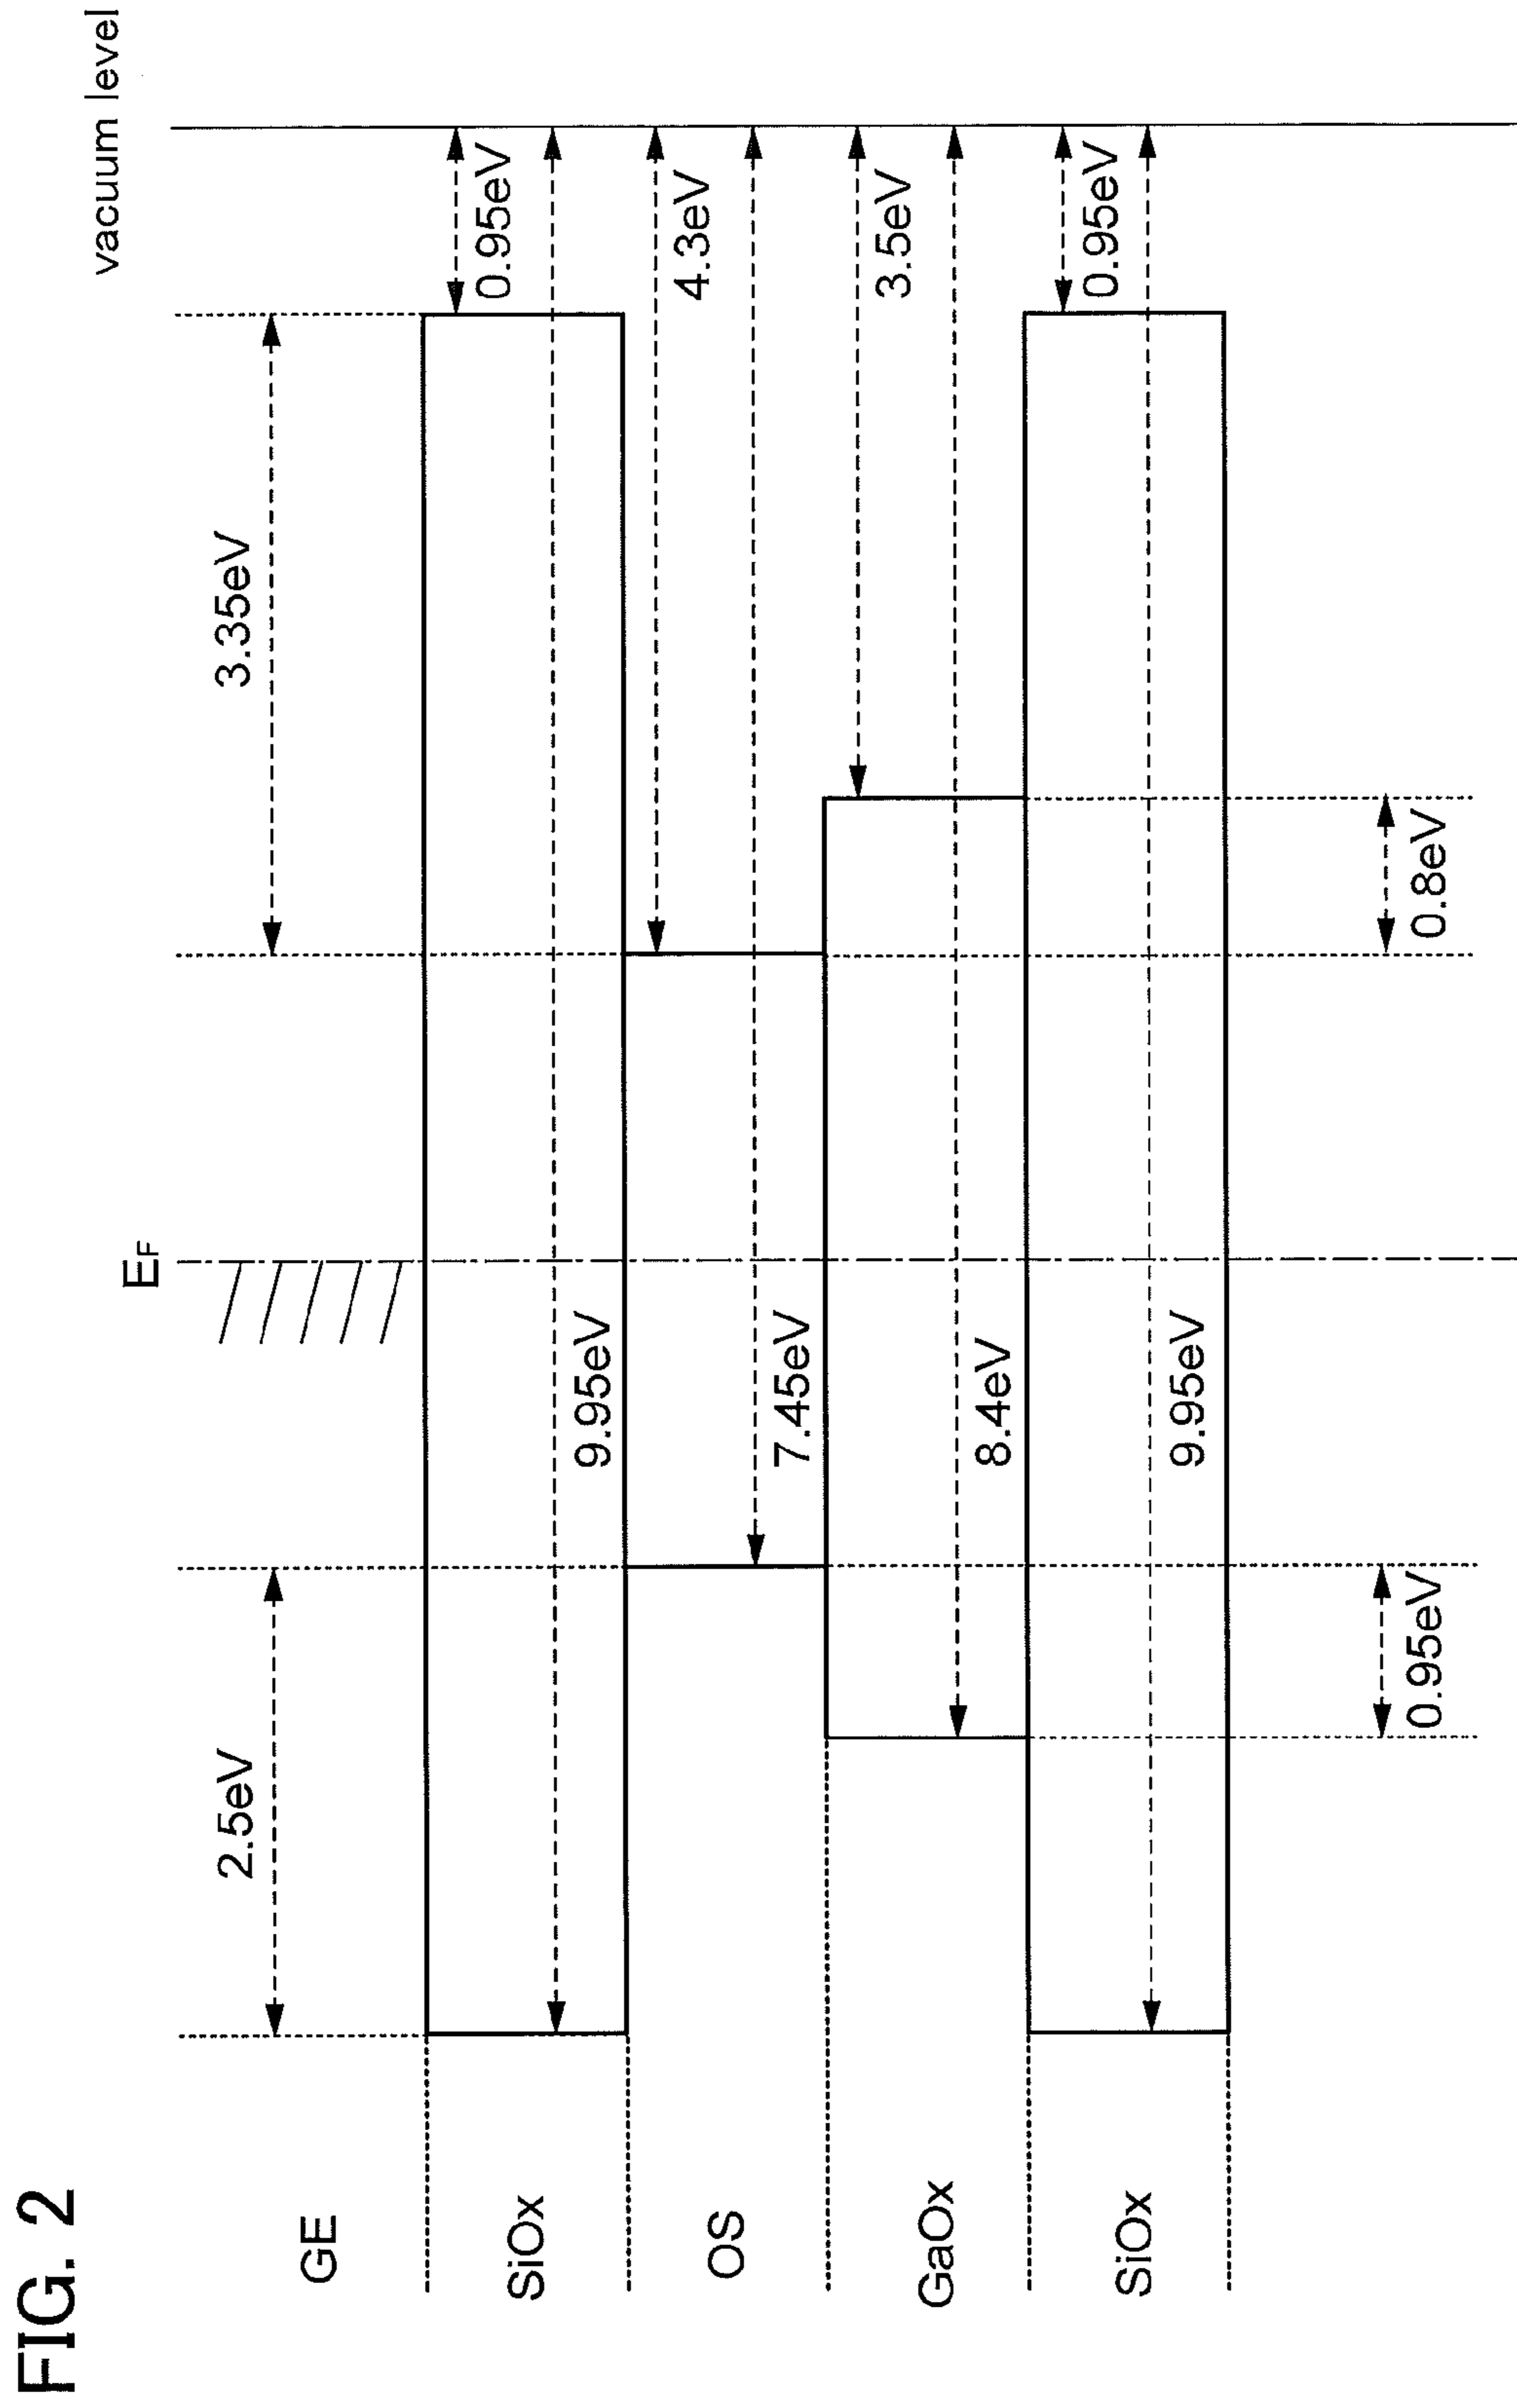 FIG. 2
vacuum level
0.95eV
4.3eV
3.5eV
0.95eV
3.35eV
0.8eV
EF
9.95eV
7.45eV
8.4eV
9.95eV
2.5eV
0.95eV
GE
SiOx
OS
GaOx
SiOx